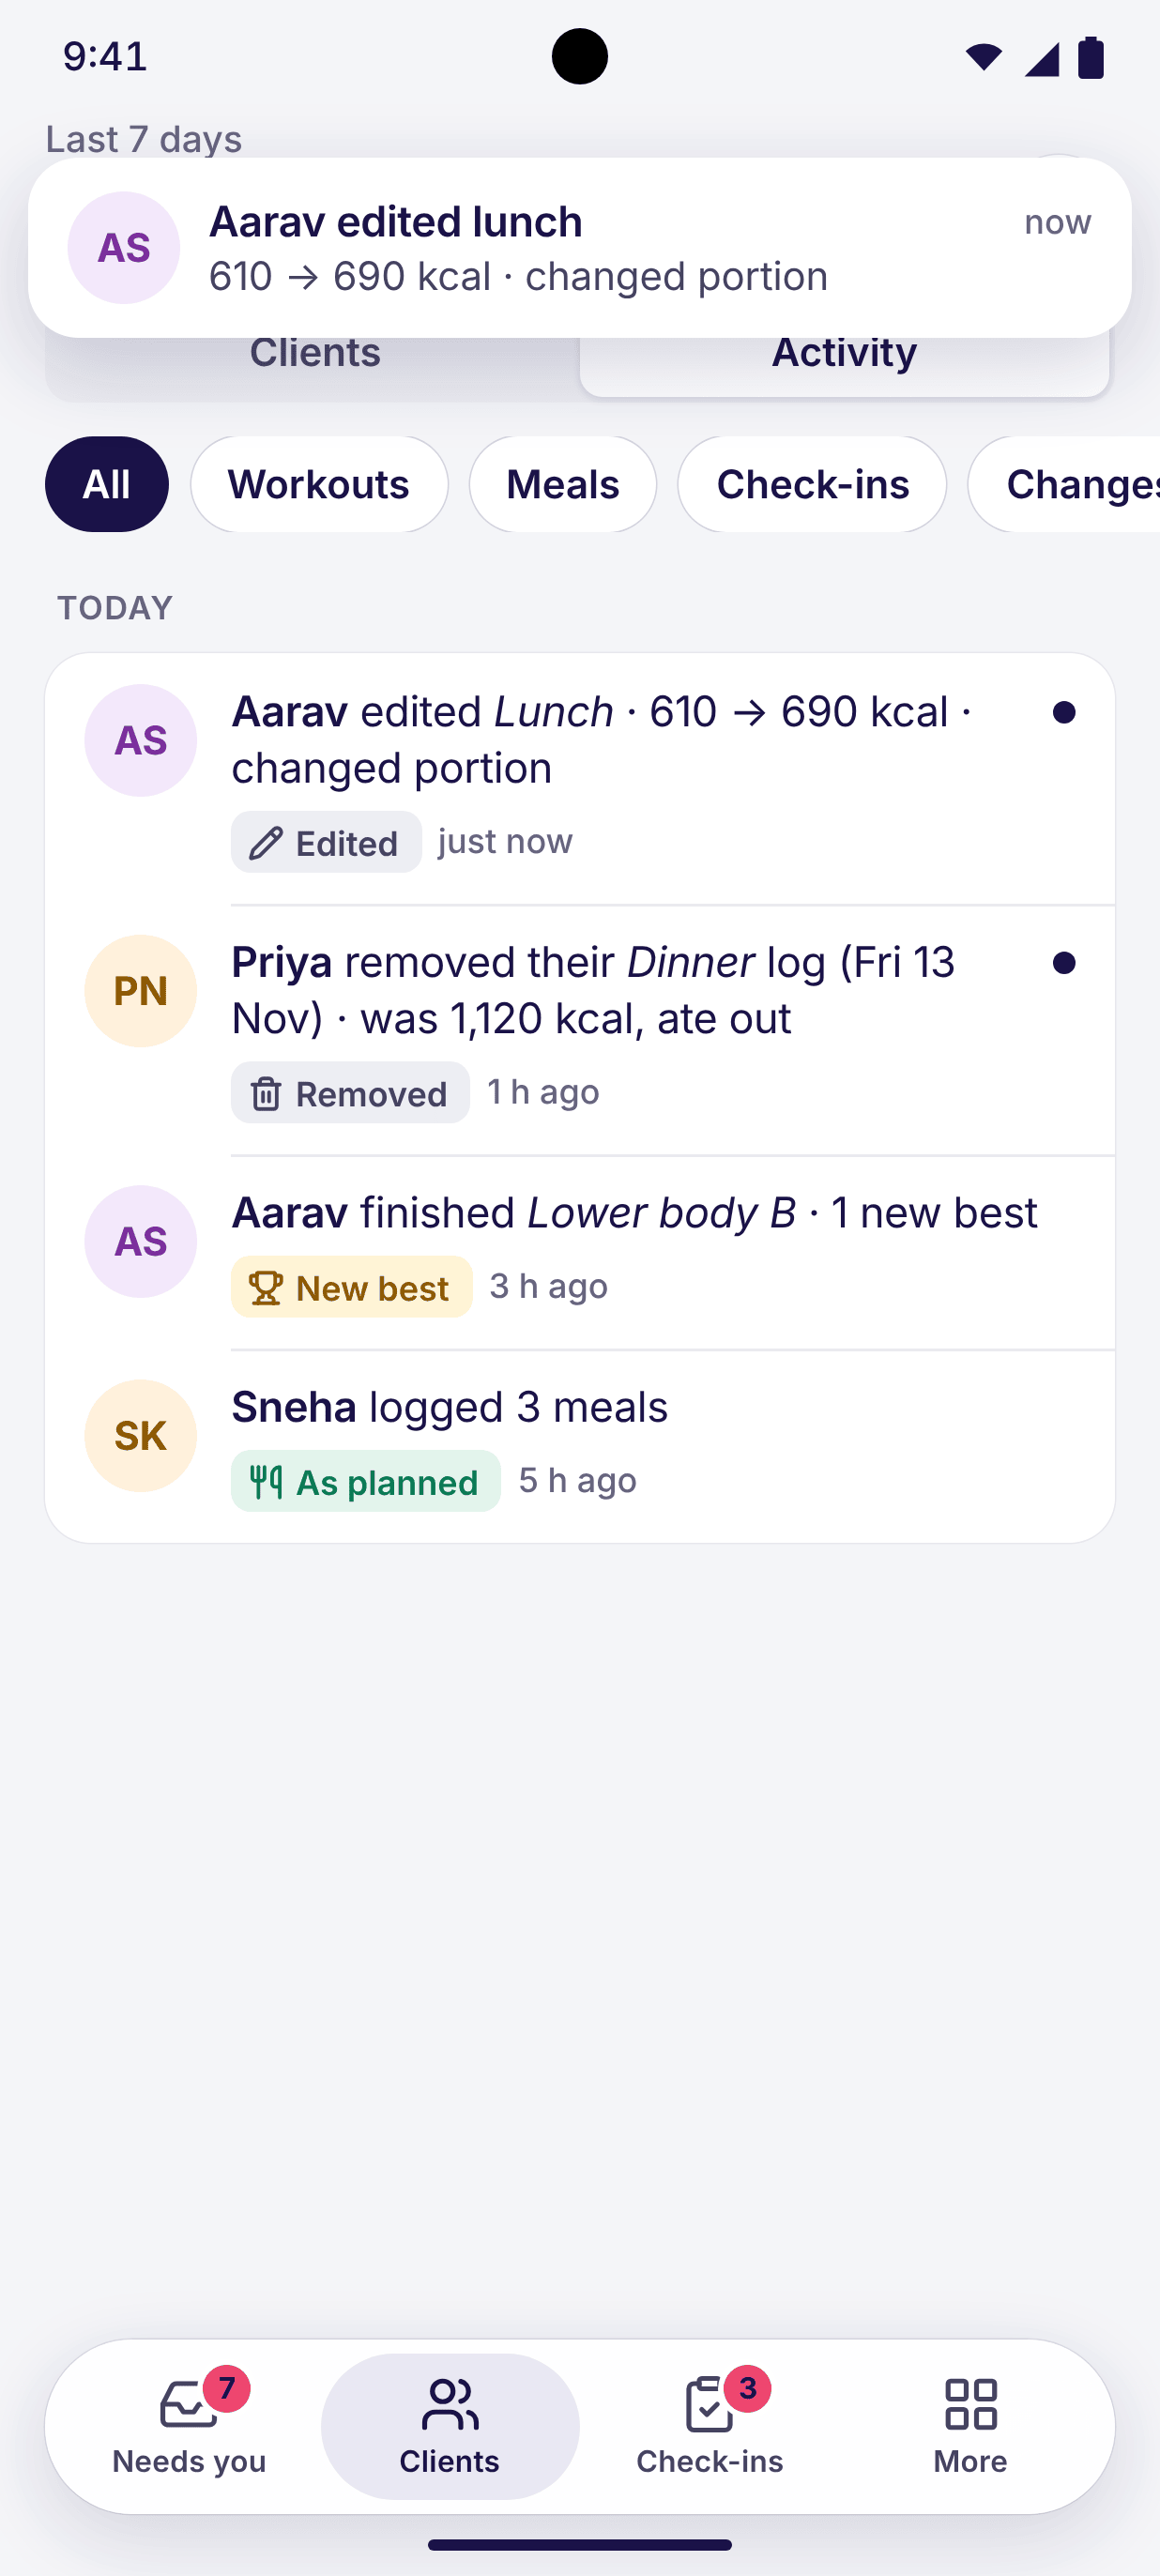 9:41
Last 7 days
AS
Aarav edited lunch
now
610 → 690 kcal · changed portion
Clients
Activity
All
Workouts
Meals
Check-ins
Changes
TODAY
AS
Aarav edited Lunch · 610 → 690 kcal ·
changed portion
Edited
just now
PN
Priya removed their Dinner log (Fri 13
Nov) · was 1,120 kcal, ate out
Removed
1 h ago
AS
Aarav finished Lower body B · 1 new best
New best
3 h ago
SK
Sneha logged 3 meals
As planned
5 h ago
7
3
Needs you
Clients
Check-ins
More